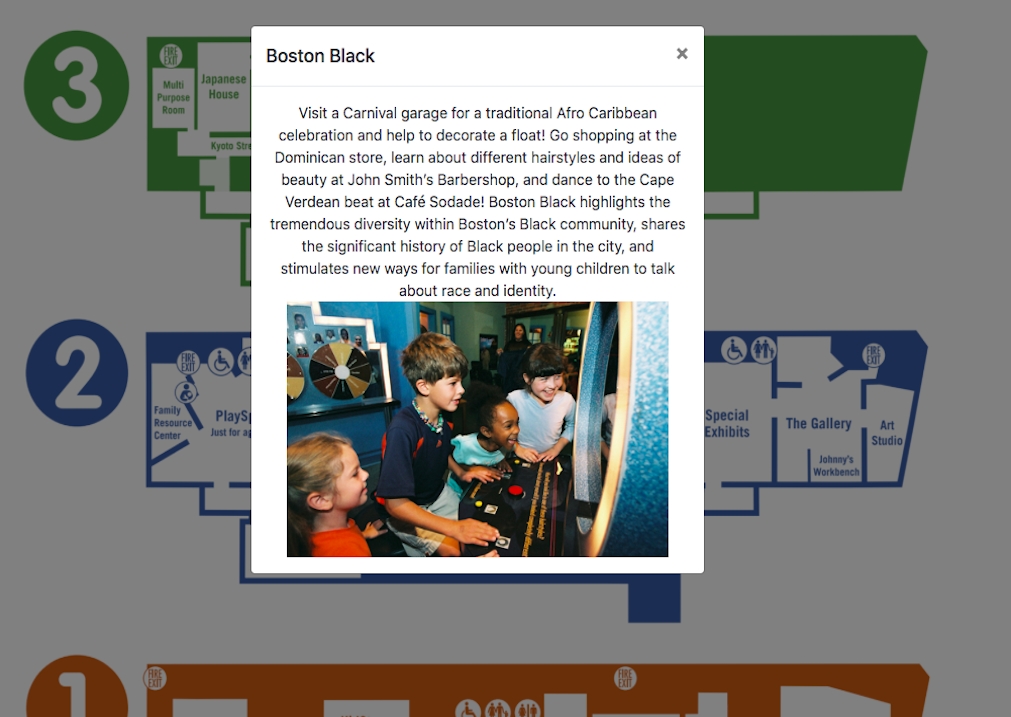 Boston Black
×
Visit a Carnival garage for a traditional Afro Caribbean
celebration and help to decorate a float! Go shopping at the
Dominican store, learn about different hairstyles and ideas of
beauty at John Smith’s Barbershop, and dance to the Cape
Verdean beat at Café Sodade! Boston Black highlights the
tremendous diversity within Boston’s Black community, shares
the significant history of Black people in the city, and
stimulates new ways for families with young children to talk
about race and identity.
3
FIRE
EXIT
Multi
Purpose
Room
Japanese
House
Kyoto Stre
2
FIRE
EXIT
Family
Resource
Center
PlaySp
Just for ag
Special
Exhibits
The Gallery
FIRE
EXIT
Art
Studio
Johnny's
Workbench
1
FIRE
EXIT
FIRE
EXIT